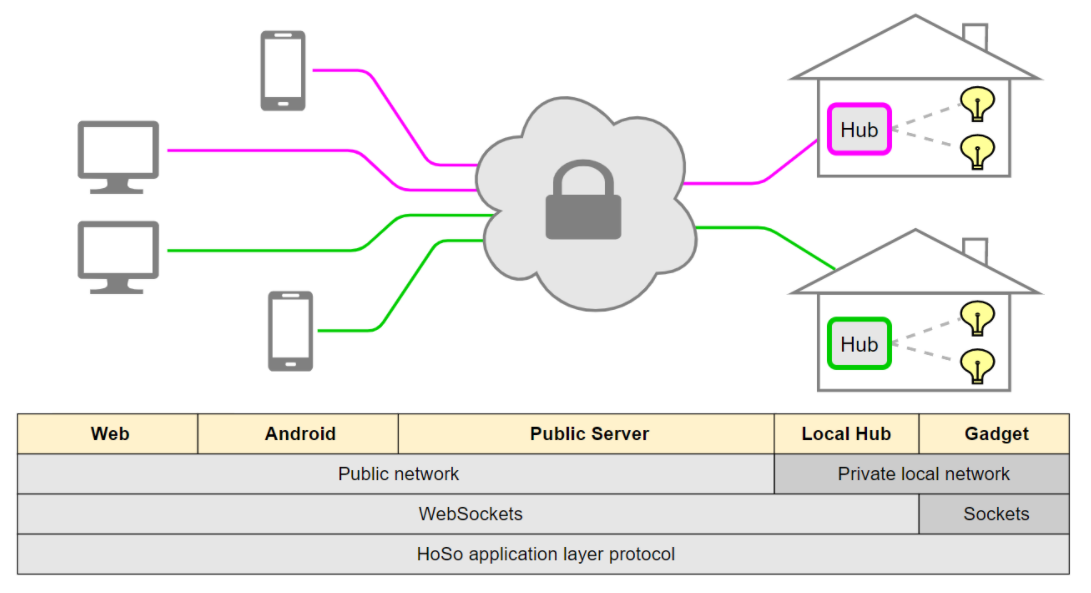 Hub
Hub
Web Android Public Server Local Hub Gadget
Public network Private local network
WebSockets Sockets
HoSo application layer protocol